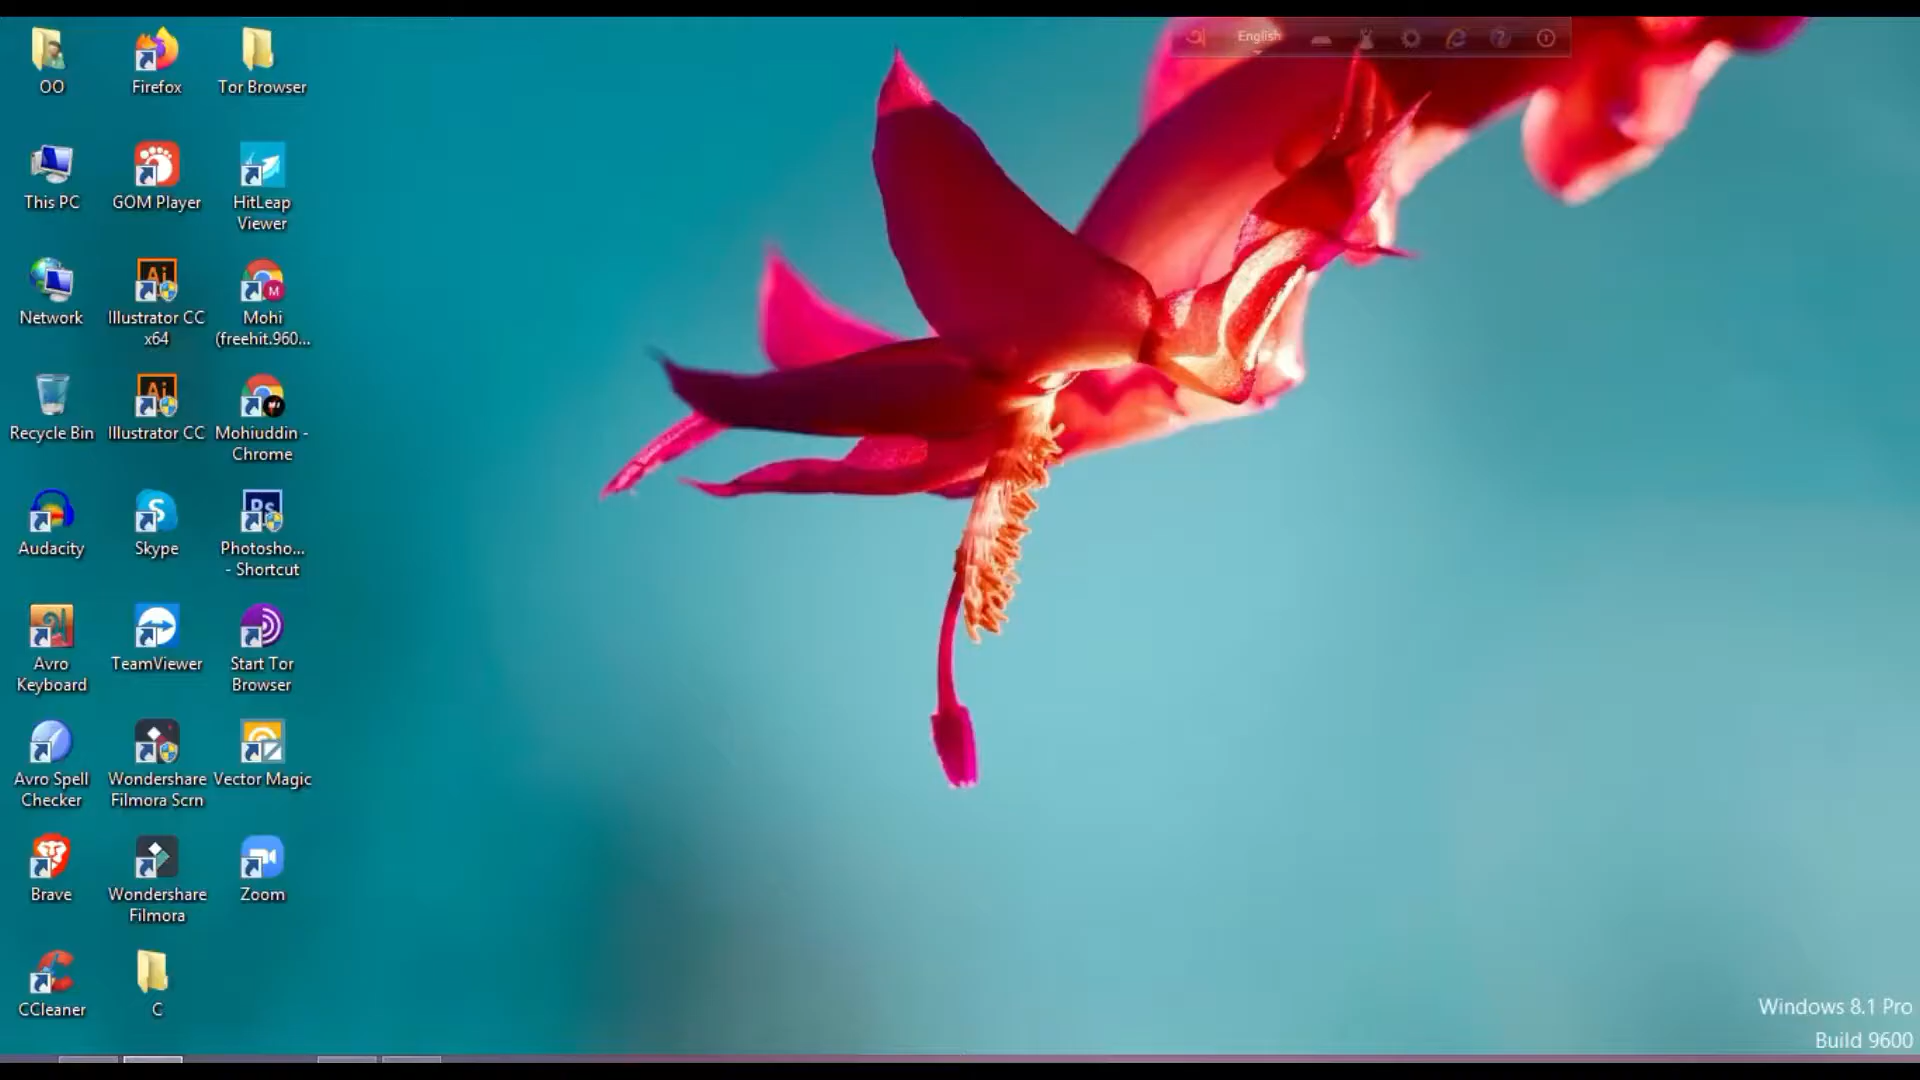 English
OO
Firefox
Tor Browser
This PC
GOM Player
HitLeap
Viewer
Network
Illustrator CC
x64
Mohi
(freehit.960...
Recycle Bin
Illustrator CC
Mohiuddin -
Chrome
Audacity
Skype
Photosho...
- Shortcut
Avro
Keyboard
TeamViewer
Start Tor
Browser
Avro Spell
Checker
Wondershare
Filmora Scrn
Vector Magic
Brave
Wondershare
Filmora
Zoom
CCleaner
C
Windows 8.1 Pro
Build 9600